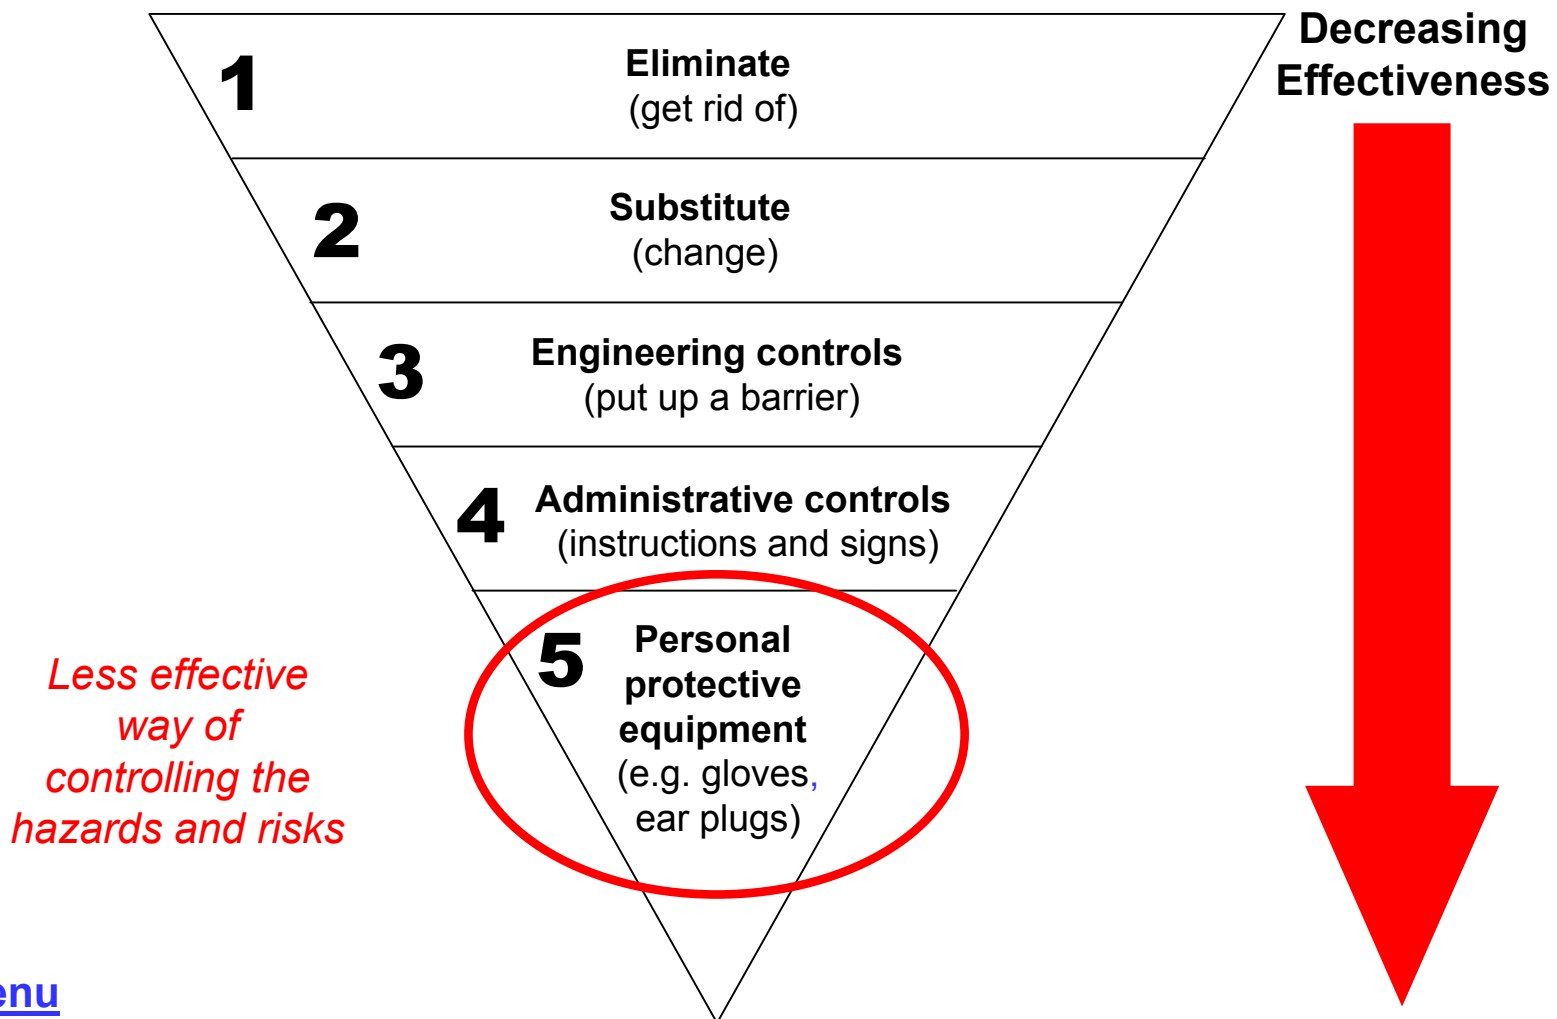 Decreasing
Effectiveness
1
Eliminate
(get rid of)
2
Substitute
(change)
3
Engineering controls
(put up a barrier)
4
Administrative controls
(instructions and signs)
5
Personal
protective
equipment
(e.g. gloves,
ear plugs)
Less effective
way of
controlling the
hazards and risks
enu